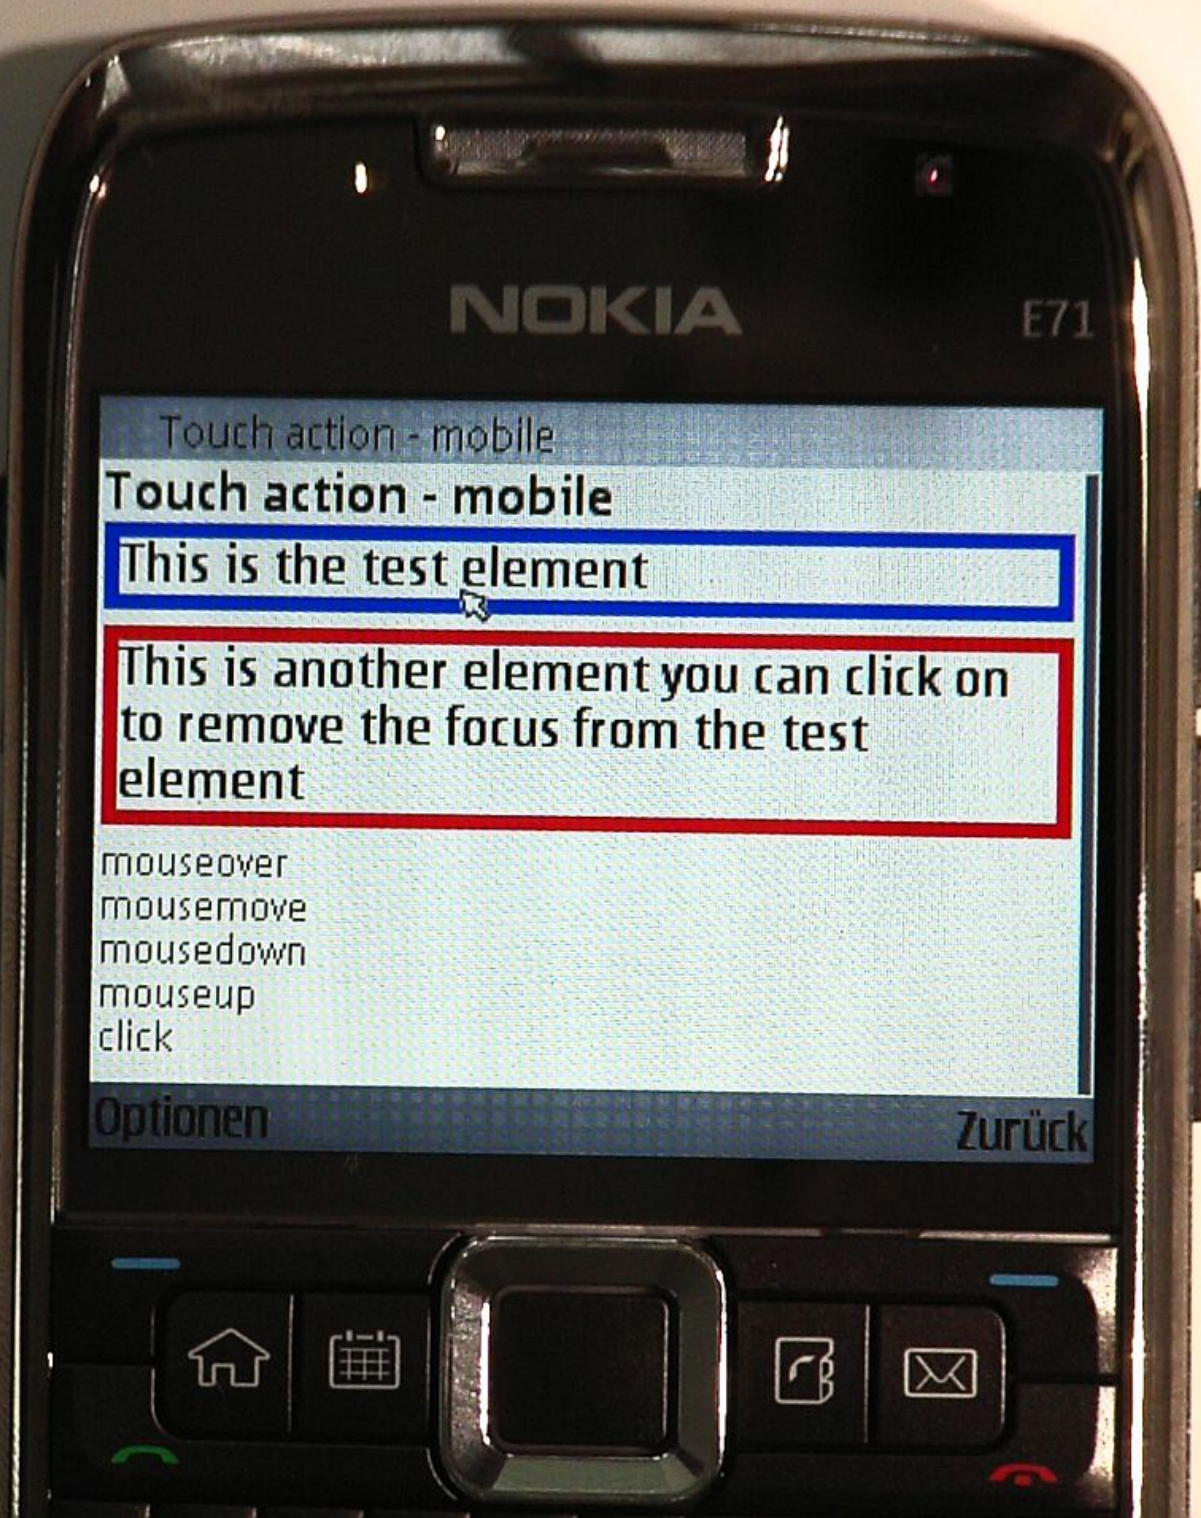 NOKIA
E71
Touch action - mobile
Touch action - mobile
This is the test element
This is another element you can click on
to remove the focus from the test
element
mouseover
mousemove
mousedown
mouseup
click
Optionen
Zurück